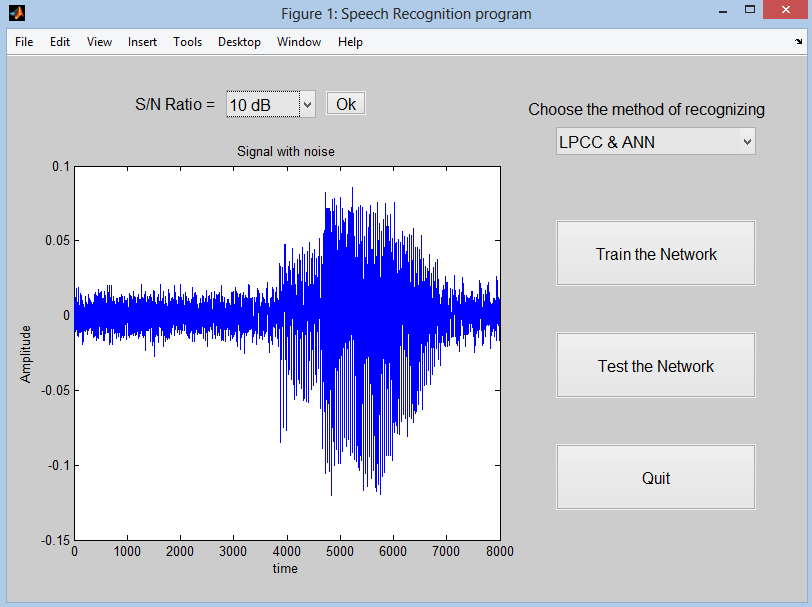 Figure 1: Speech Recognition program
File Edit View Insert Tools Desktop Window Help
S/N Ratio = 10 dB Ok
Choose the method of recognizing
LPCC & ANN
Signal with noise
0.1
0.05
0
-0.05
-0.1
-0.15
Amplitude
0 1000 2000 3000 4000 5000 6000 7000 8000
time
Train the Network
Test the Network
Quit